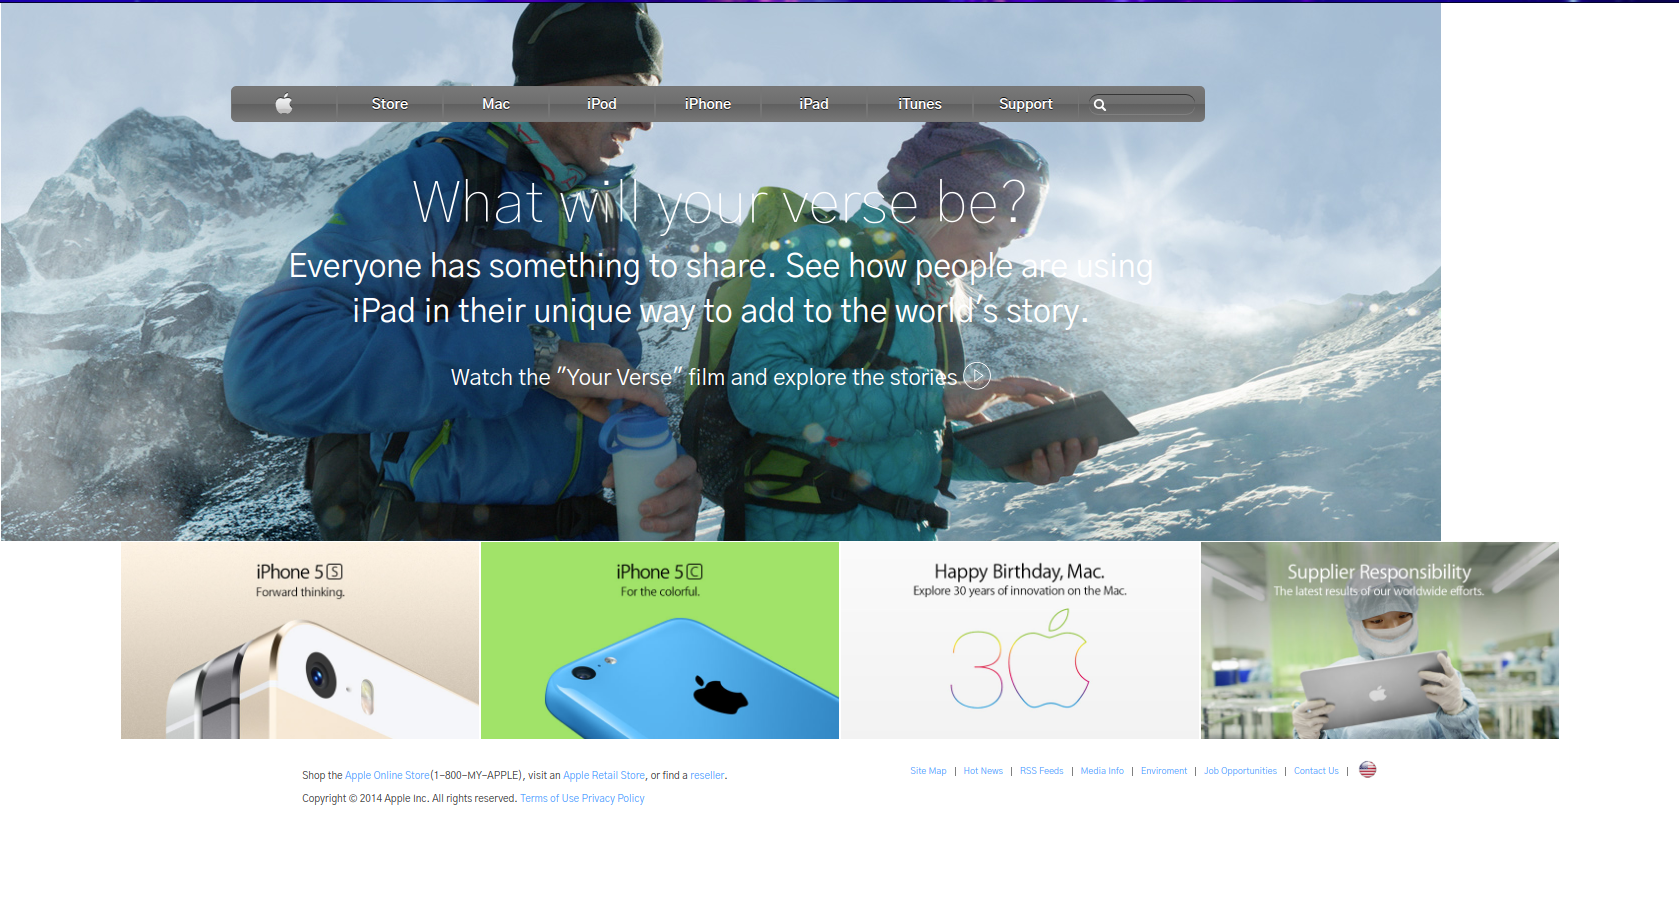 Store Mac iPod iPhone iPad iTunes Support
What will your verse be?
Everyone has something to share. See how people are using
iPad in their unique way to add to the world's story.
Watch the "Your Verse" film and explore the stories
iPhone 5S
Forward thinking.
iPhone 5C
For the colorful.
Happy Birthday, Mac.
Explore 30 years of innovation on the Mac.
30
Supplier Responsibility
The latest results of our worldwide efforts.
Shop the Apple Online Store(1-800-MY-APPLE), visit an Apple Retail Store, or find a reseller.
Copyright © 2014 Apple inc. All rights reserved. Terms of Use Privacy Policy
Site Map | Hot News | RSS Feeds | Media Info | Enviroment | Job Opportunities | Contact Us |